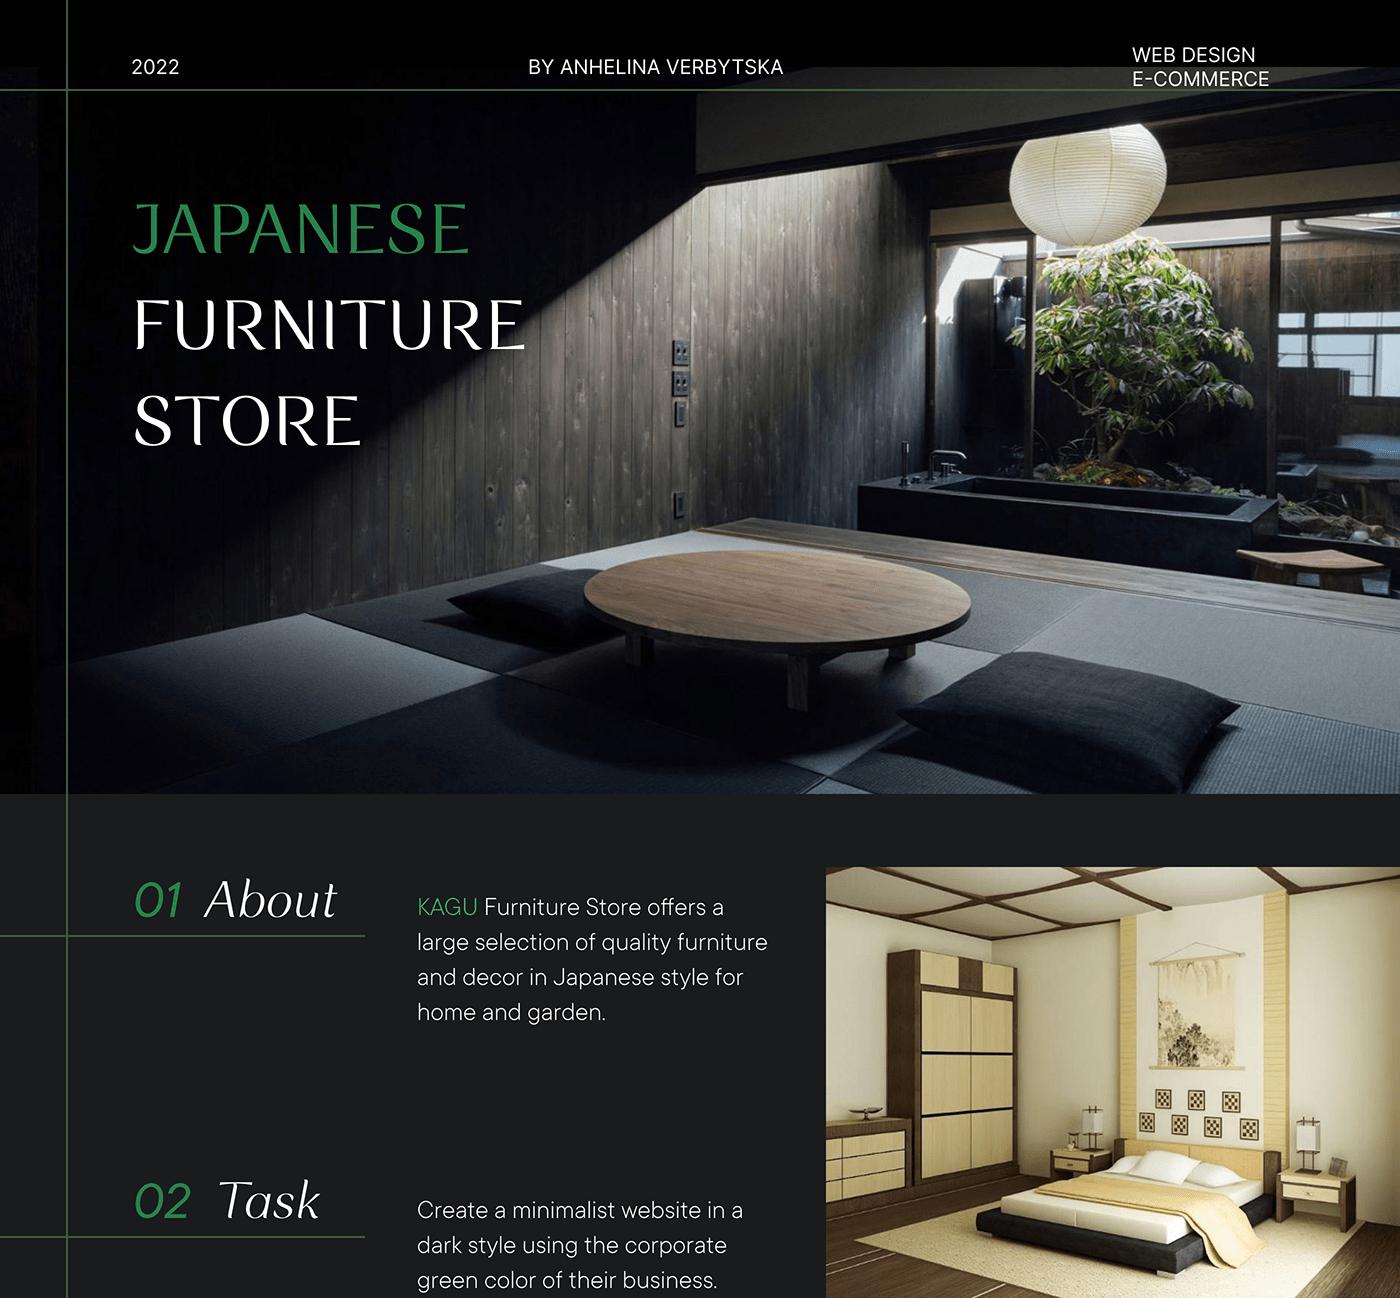 2022
BY ANHELINA VERBYTSKA
WEB DESIGN
E-COMMERCE
JAPANESE
FURNITURE
STORE
01 About
KAGU Furniture Store offers a
large selection of quality furniture
and decor in Japanese style for
home and garden.
02 Task
Create a minimalist website in a
dark style using the corporate
green color of their business.